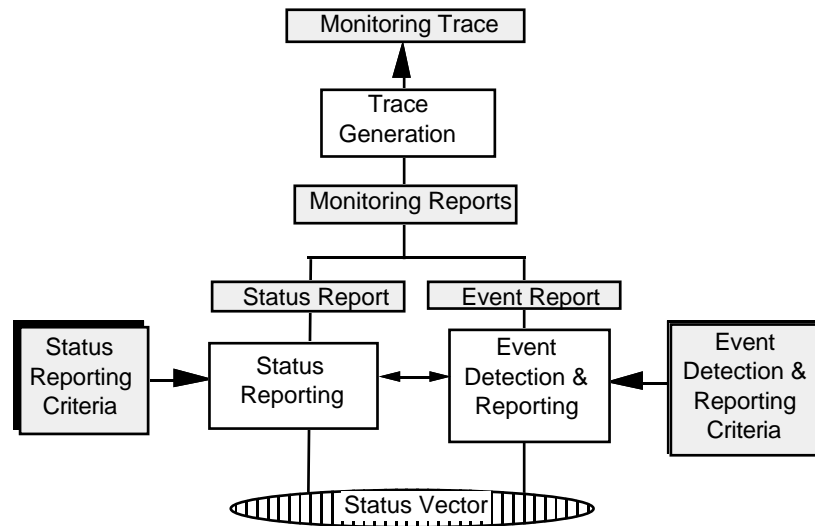 Monitoring Trace
Trace
Generation
Monitoring Reports
Status Report
Event Report
Status
Reporting
Criteria
Status
Reporting
Event
Detection &
Reporting
Event
Detection &
Reporting
Criteria
Status Vector